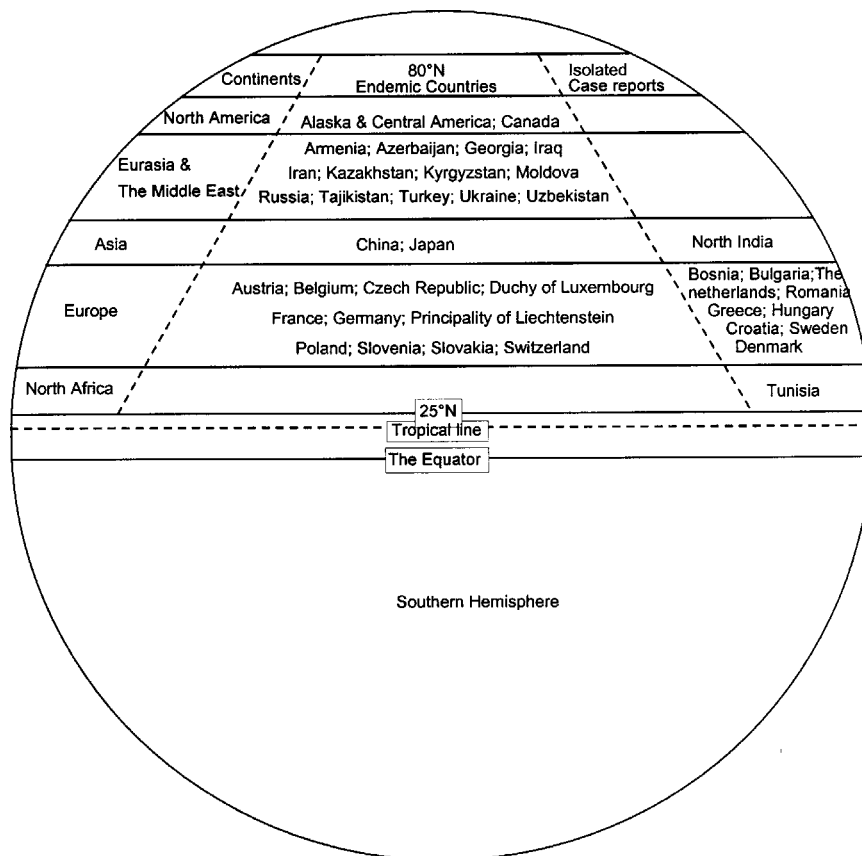 Continents
80°N
Endemic Countries
Isolated
Case reports
North America
Alaska & Central America; Canada
Eurasia &
The Middle East
Armenia; Azerbaijan; Georgia; Iraq
Iran; Kazakhstan; Kyrgyzstan; Moldova
Russia; Tajikistan; Turkey; Ukraine; Uzbekistan
Asia
China; Japan
North India
Europe
Austria; Belgium; Czech Republic; Duchy of Luxembourg
France; Germany; Principality of Liechtenstein
Poland; Slovenia; Slovakia; Switzerland
Bosnia; Bulgaria;The
netherlands; Romania
Greece; Hungary
Croatia; Sweden
Denmark
North Africa
Tunisia
25°N
Tropical line
The Equator
Southern Hemisphere